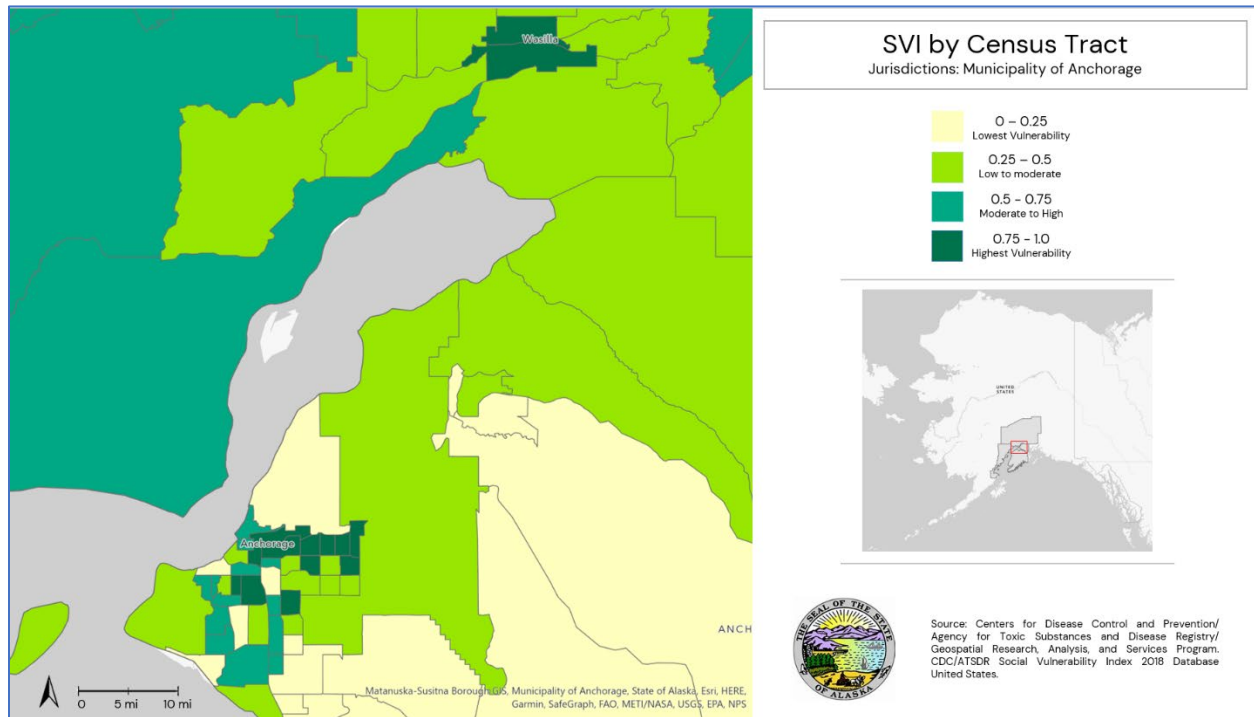 Wasilla
Anchorage
ANCH
Matanuska-Susitna Borough GIS, Municipality of Anchorage, State of Alaska, Esri, HERE,
Garmin, SafeGraph, FAO, METI/NASA, USGS, EPA, NPS
0 5 mi 10 mi
SVI by Census Tract
Jurisdictions: Municipality of Anchorage
0 – 0.25
Lowest Vulnerability
0.25 – 0.5
Low to moderate
0.5 - 0.75
Moderate to High
0.75 - 1.0
Highest Vulnerability
UNITED
STATES
THE SEAL OF THE STATE
OF ALASKA
Source: Centers for Disease Control and Prevention/
Agency for Toxic Substances and Disease Registry/
Geospatial Research, Analysis, and Services Program.
CDC/ATSDR Social Vulnerability Index 2018 Database
United States.